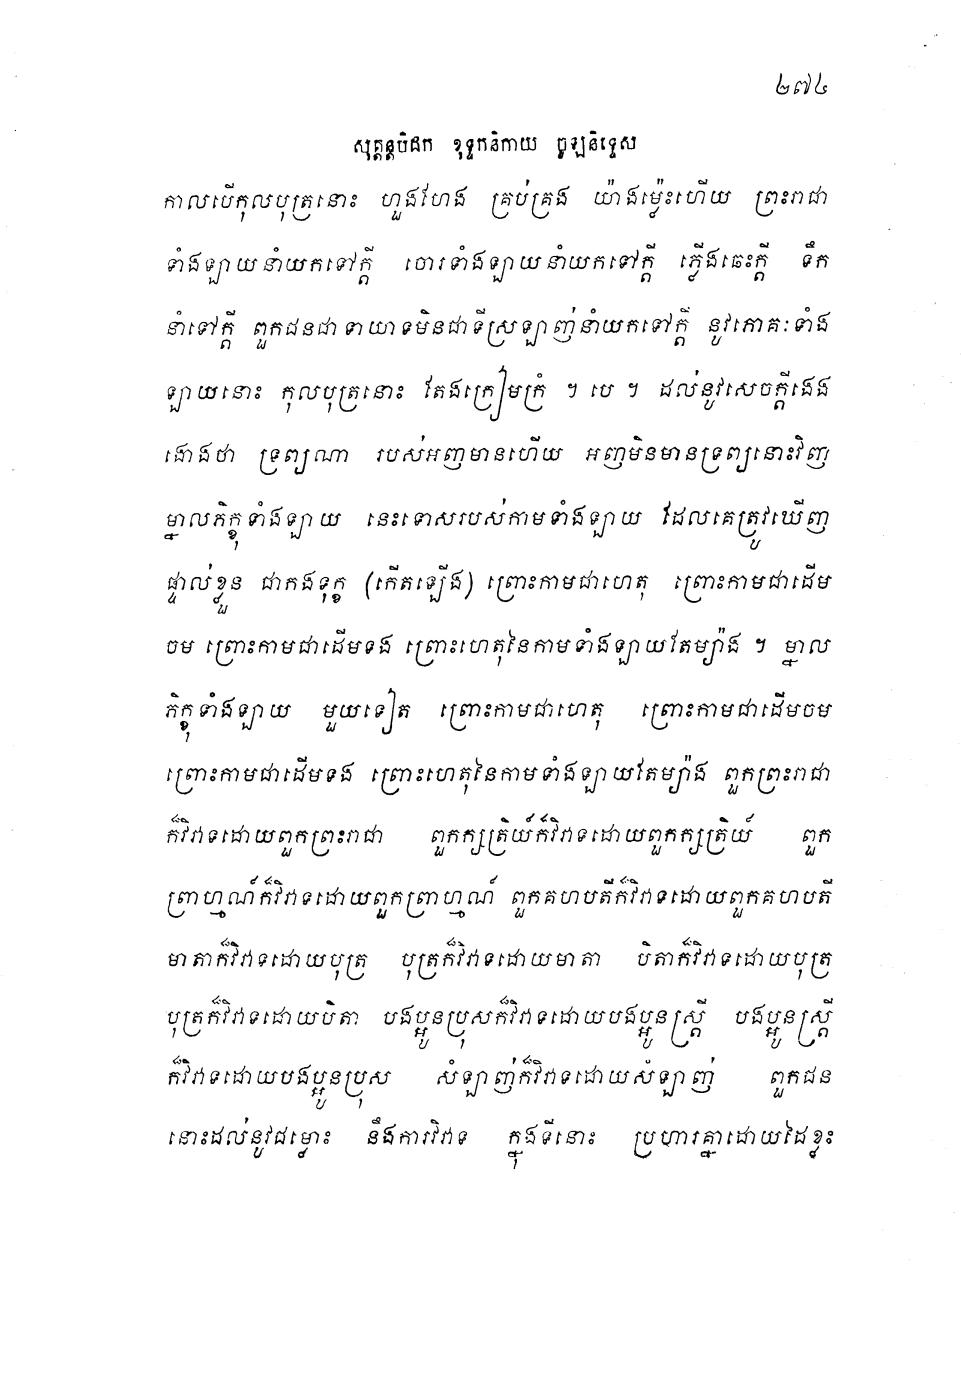 ២៧៤
សុត្តន្តបិដក ខុទ្ទកនិកាយ ចូឡនិទ្ទេស
កាលបើកុលបុត្រនោះ ហួងហែង គ្រប់គ្រង យ៉ាងម្ល៉េះហើយ ព្រះរាជា
ទាំងឡាយនាំយកទៅក្តី ចោរទាំងឡាយនាំយកទៅក្តី ភ្លើងឆេះក្តី ទឹក
នាំទៅក្តី ពួកជនជាទាយាទមិនជាទីស្រឡាញ់នាំយកទៅក្តី នូវភោគៈទាំង
ឡាយនោះ កុលបុត្រនោះ តែងក្រៀមក្រំ ។ បេ ។ ដល់នូវសេចក្តីងេង
ងោងថា ទ្រព្យណា របស់អញមានហើយ អញមិនមានទ្រព្យនោះវិញ
ម្នាលភិក្ខុទាំងឡាយ នេះទោសរបស់កាមទាំងឡាយ ដែលគេត្រូវឃើញ
ផ្ទាល់ខ្លួន ជាកងទុក្ខ (កើតឡើង) ព្រោះកាមជាហេតុ ព្រោះកាមជាដើម
ចម ព្រោះកាមជាដើមទង ព្រោះហេតុនៃកាមទាំងឡាយតែម្យ៉ាង ។ ម្នាល
ភិក្ខុទាំងឡាយ មួយទៀត ព្រោះកាមជាហេតុ ព្រោះកាមជាដើមចម
ព្រោះកាមជាដើមទង ព្រោះហេតុនៃកាមទាំងឡាយតែម្យ៉ាង ពួកព្រះរាជា
ក៏វិវាទដោយពួកព្រះរាជា ពួកក្សត្រិយ៍ក៏វិវាទដោយពួកក្សត្រិយ៍ ពួក
ព្រាហ្មណ៍ក៏វិវាទដោយពួកព្រាហ្មណ៍ ពួកគហបតីក៏វិវាទដោយពួកគហបតី
មាតាក៏វិវាទដោយបុត្រ បុត្រក៏វិវាទដោយមាតា បិតាក៏វិវាទដោយបុត្រ
បុត្រក៏វិវាទដោយបិតា បងប្អូនប្រុសក៏វិវាទដោយបងប្អូនស្ត្រី បងប្អូនស្ត្រី
ក៏វិវាទដោយបងប្អូនប្រុស សំឡាញ់ក៏វិវាទដោយសំឡាញ់ ពួកជន
នោះដល់នូវជម្លោះ នឹងការវិវាទ ក្នុងទីនោះ ប្រហារគ្នាដោយដៃខ្លះ